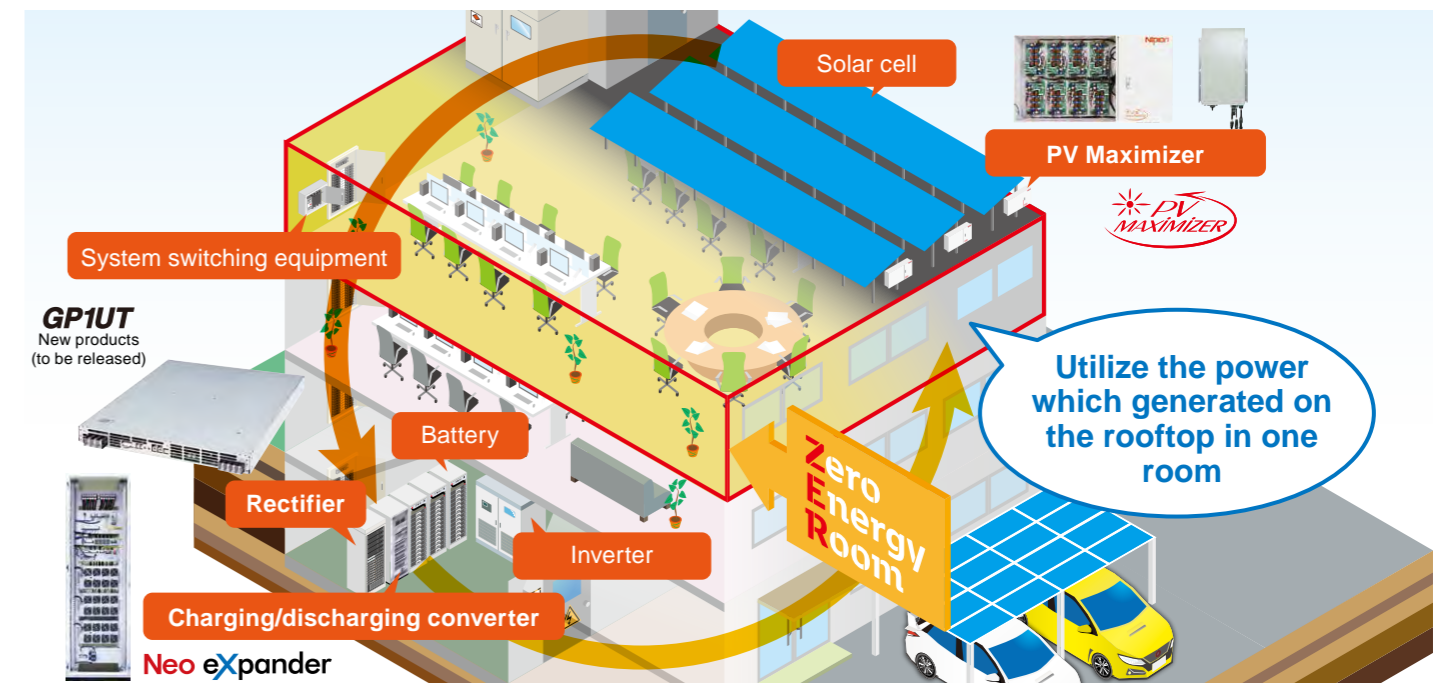 Solar cell
Nipron
PV Maximizer
PV
MAXIMIZER
System switching equipment
GP1UT
New products
(to be released)
Utilize the power
which generated on
the rooftop in one
room
Battery
Rectifier
Zero
Energy
Room
Inverter
Charging/discharging converter
Neo eXpander